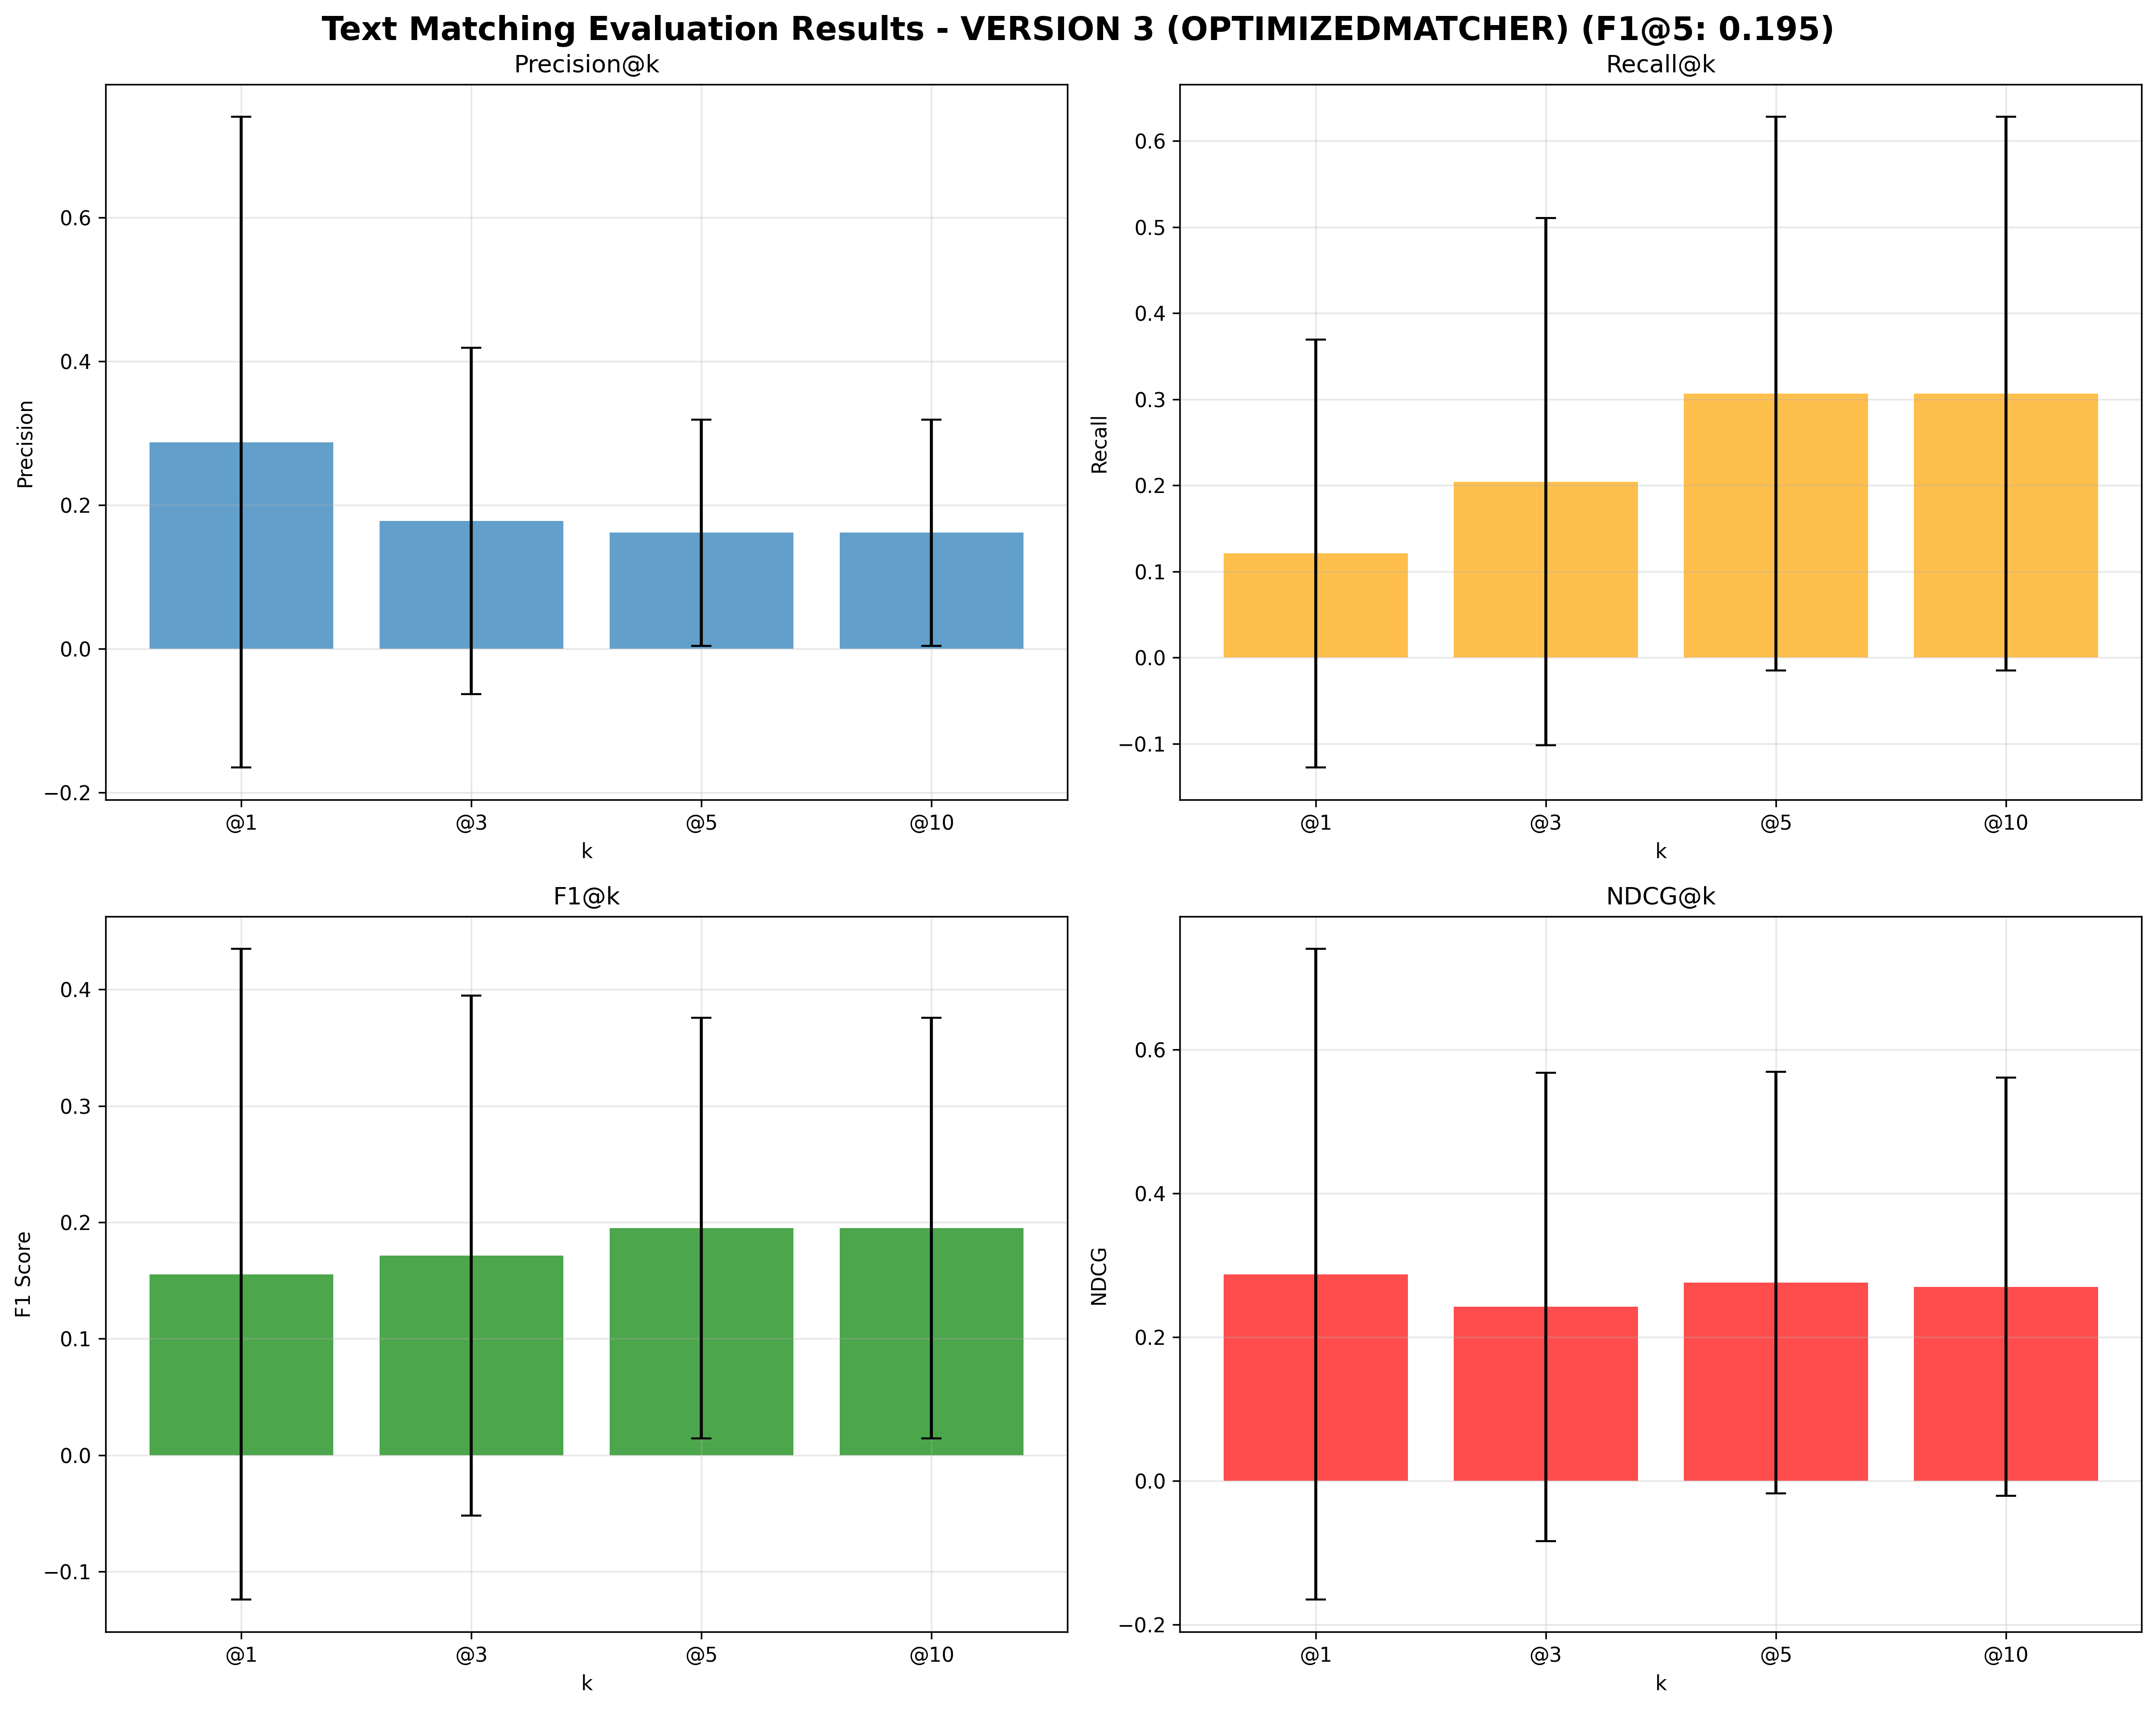 Text Matching Evaluation Results - VERSION 3 (OPTIMIZEDMATCHER) (F1@5: 0.195)
Precision@k
Precision
0.6
0.4
0.2
0.0
−0.2
@1 @3 @5 @10
k
Recall@k
Recall
0.6
0.5
0.4
0.3
0.2
0.1
0.0
−0.1
@1 @3 @5 @10
k
F1@k
F1 Score
0.4
0.3
0.2
0.1
0.0
−0.1
@1 @3 @5 @10
k
NDCG@k
NDCG
0.6
0.4
0.2
0.0
−0.2
@1 @3 @5 @10
k